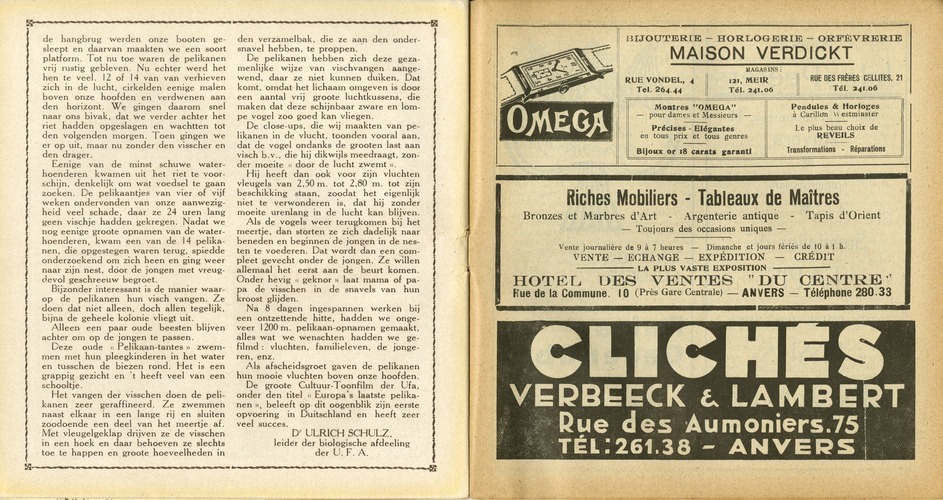 de hangbrug werden onze booten ge-
sleept en daarvan maakten we een soort
platform. Tot nu toe waren de pelikanen
vrij rustig gebleven. Nu echter werd het
hen te veel. 12 of 14 van van verhieven
zich in de lucht, cirkelden eenige malen
boven onze hoofden en verdwenen aan
den horizont. We gingen daarom snel
naar ons bivak, dat we verder achter het
riet hadden opgeslagen en wachtten tot
den volgenden morgen. Toen gingen we
er op uit, maar nu zonder den visscher en
den drager.
Eenige van de minst schuwe water-
hoenderen kwamen uit het riet te voor-
schijn, denkelijk om wat voedsel te gaan
zoeken. De pelikaantjes van vier of vijf
weken ondervonden van onze aanwezig-
heid veel schade, daar ze 24 uren lang
geen vischje hadden gekregen. Nadat we
nog eenige groote opnamen van de water-
hoenderen, kwam een van de 14 pelika-
nen, die opgestegen waren terug, spiedde
onderzoekend om zich heen en ging weer
naar zijn nest, door de jongen met vreug-
devol geschreeuw begroet.
Bijzonder interessant is de manier waar-
op de pelikanen hun visch vangen. Ze
doen dat niet alleen, doch allen tegelijk,
bijna de geheele kolonie vliegt uit.
Alleen een paar oude beesten blijven
achter om op de jongen te passen.
Deze oude « Pelikaan-tantes » zwem-
men met hun pleegkinderen in het water
en tusschen de biezen rond. Het is een
grappig gezicht en 't heeft veel van een
schooltje.
Het vangen der visschen doen de peli-
kanen zeer geraffineerd. Ze zwemmen
naast elkaar in een lange rij en sluiten
zoodoende een deel van het meertje af.
Met vleugelgeklap drijven ze de visschen
in een hoek en daar behoeven ze slechts
toe te happen en groote hoeveelheden in
den verzamelbak, die ze aan den onder-
snavel hebben, te proppen.
De pelikanen hebben zich deze geza-
menlijke wijze van vischvangen aange-
wend, daar ze niet kunnen duiken. Dat
komt, omdat het lichaam omgeven is door
een aantal vrij groote luchtkussens, die
maken dat deze schijnbaar zware en lom-
pe vogel zoo goed kan vliegen.
De close-ups, die wij maakten van pe-
likanen in de vlucht, toonden vooral aan,
dat de vogel ondanks de grooten last aan
visch b.v., die hij dikwijls meedraagt, zon-
der moeite « door de lucht zwemt ».
Hij heeft dan ook voor zijn vluchten
vleugels van 2,50 m. tot 2,80 m. tot zijn
beschikking staan, zoodat het eigenlijk
niet te verwonderen is, dat hij zonder
moeite urenlang in de lucht kan blijven.
Als de vogels weer terugkomen bij het
meertje, dan storten ze zich dadelijk naar
beneden en beginnen de jongen in de nes-
ten te voederen. Dat wordt dan een com-
pleet gevecht onder de jongen. Ze willen
allemaal het eerst aan de beurt komen.
Onder hevig « geknor » laat mama of pa-
pa de visschen in de snavels van hun
kroost glijden.
Na 8 dagen ingespannen werken bij
een ontzettende hitte, hadden we onge-
veer 1200 m. pelikaan-opnamen gemaakt,
alles wat we wenschten hadden we ge-
filmd : vluchten, familieleven, de jonge-
ren, enz.
Als afscheidsgroet gaven de pelikanen
hun mooie vluchten boven onze hoofden.
De groote Cultuur-Toonfilm der Ufa,
onder den titel « Europa's laatste pelika-
nen », beleeft op dit oogenblik zijn eerste
opvoering in Duitschland en heeft zeer
veel succes.
Dr ULRICH SCHULZ,
leider der biologische afdeeling
der U. F. A.
BIJOUTERIE - HORLOGERIE - ORFÈVRERIE
MAISON VERDICKT
MAGASINS :
RUE VONDEL, 4
Tel. 264.44
121, MEIR
Tél. 241.06
RUE DES FRÈRES CELLITES, 21
Tél. 241.06
OMEGA
Montres "OMEGA"
— pour dames et Messieurs —
Précises - Elégantes
en tous prix et tous genres
Bijoux or 18 carats garanti
Pendules & Horloges
à Carillon Westminster
Le plus beau choix de
REVEILS
Transformations - Réparations
Riches Mobiliers - Tableaux de Maîtres
Bronzes et Marbres d'Art - Argenterie antique - Tapis d'Orient
— Toujours des occasions uniques —
Vente journalière de 9 à 7 heures — Dimanche et jours fériés de 10 à 1 h.
VENTE — ECHANGE — EXPÉDITION — CRÉDIT
LA PLUS VASTE EXPOSITION
HOTEL DES VENTES "DU CENTRE"
Rue de la Commune, 10 (Près Gare Centrale) — ANVERS — Téléphone 280.33
CLICHÉS
VERBEECK & LAMBERT
Rue des Aumoniers.75
TÉL:261.38 - ANVERS